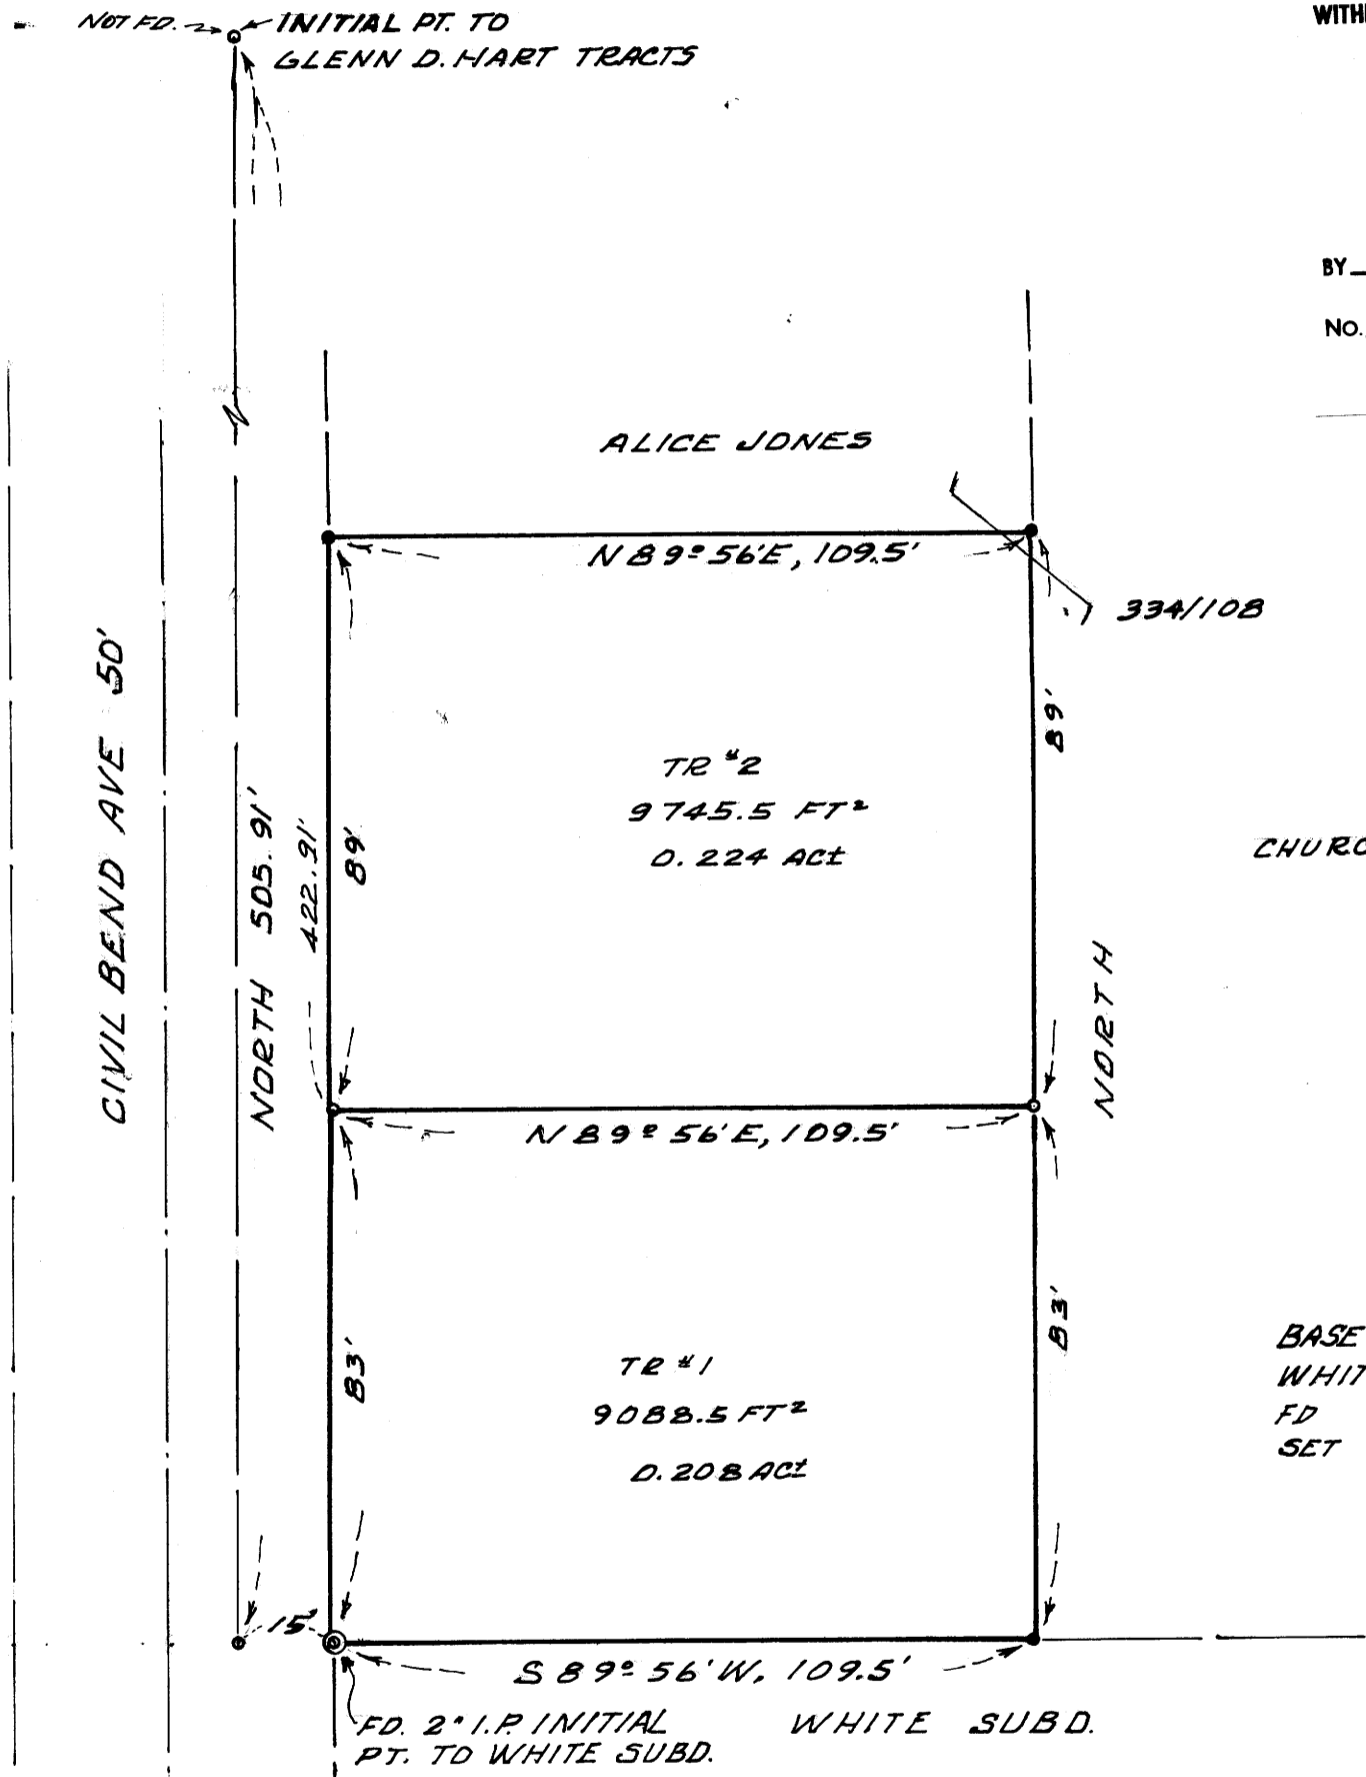 NOT FD.
INITIAL PT. TO
GLENN D. HART TRACTS
BY
NO.
ALICE JONES
N 89° 56' E, 109.5'
334/108
CIVIL BEND AVE 50'
NORTH 505.91'
422.91'
89'
89'
TR #2
9745.5 FT²
0.224 AC±
NORTH
N 89° 56' E, 109.5'
83'
83'
TR #1
9088.5 FT²
0.208 AC±
BASE
FD
SET
15'
S 89° 56' W, 109.5'
FD. 2" I.P. INITIAL
PT. TO WHITE SUBD.
WHITE SUBD.